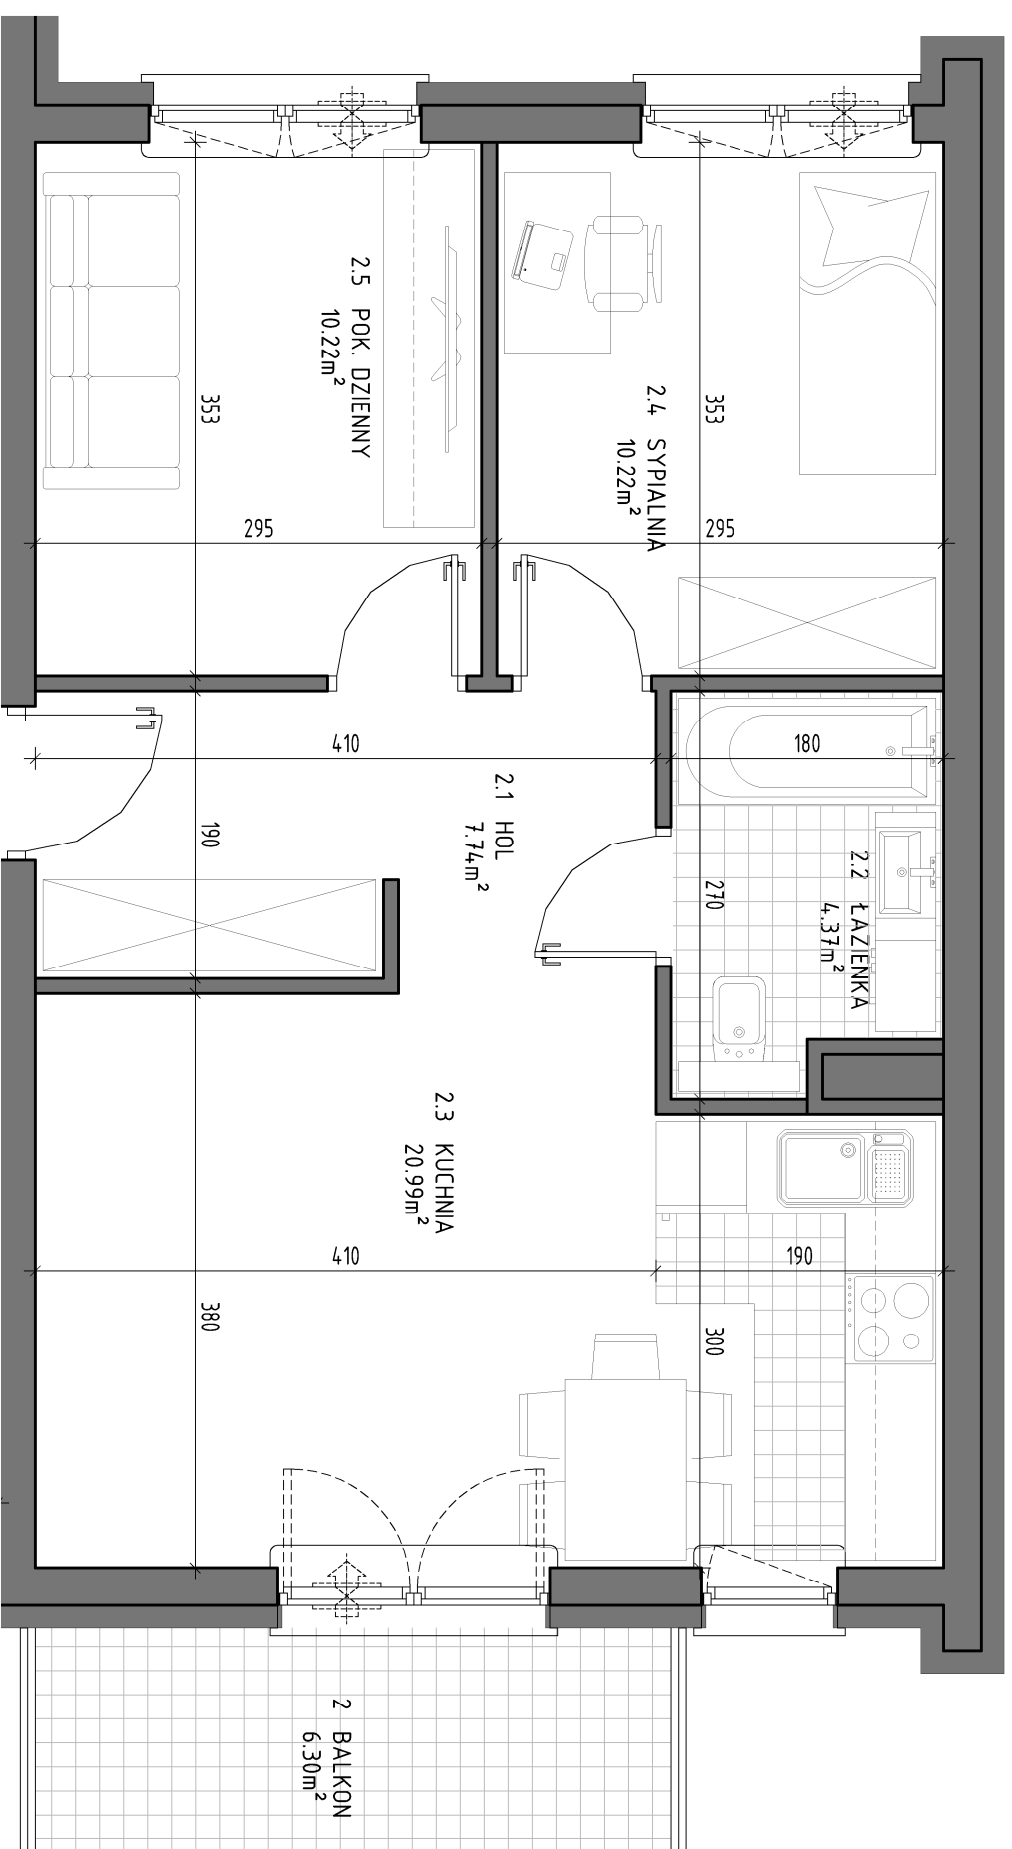 2.5 POK. DZIENNY
10.22m²
353
295
2.4 SYPIALNIA
10.22m²
353
295
410
180
2.1 HOL
7.74m²
190
270
2.2 ŁAZIENKA
4.37m²
2.3 KUCHNIA
20.99m²
410
190
380
300
2 BALKON
6.30m²